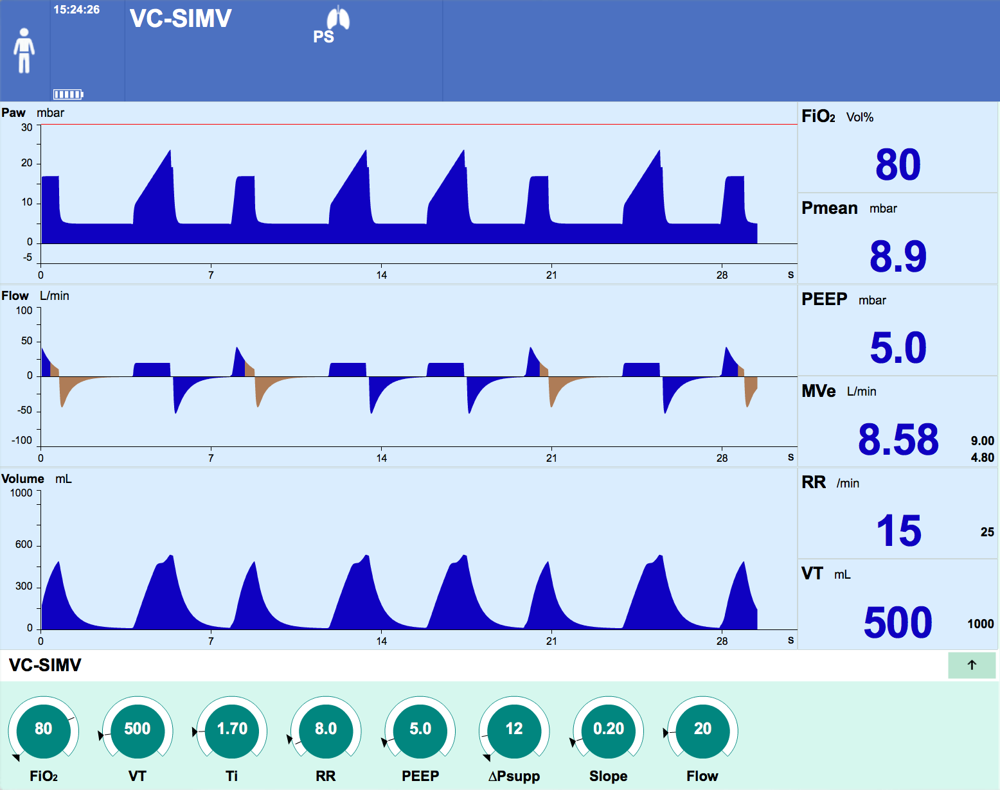 15:24:26
VC-SIMV
PS
Paw mbar
30
20
10
0
-5
0 7 14 21 28 s
FiO2 Vol%
80
Pmean mbar
8.9
Flow L/min
100
50
0
-50
-100
0 7 14 21 28 s
PEEP mbar
5.0
MVe L/min
8.58
9.00
4.80
Volume mL
1000
600
300
0
0 7 14 21 28 s
RR /min
15
25
VT mL
500
1000
VC-SIMV
↑
80 500 1.70 8.0 5.0 12 0.20 20
FiO2 VT Ti RR PEEP ΔPsupp Slope Flow